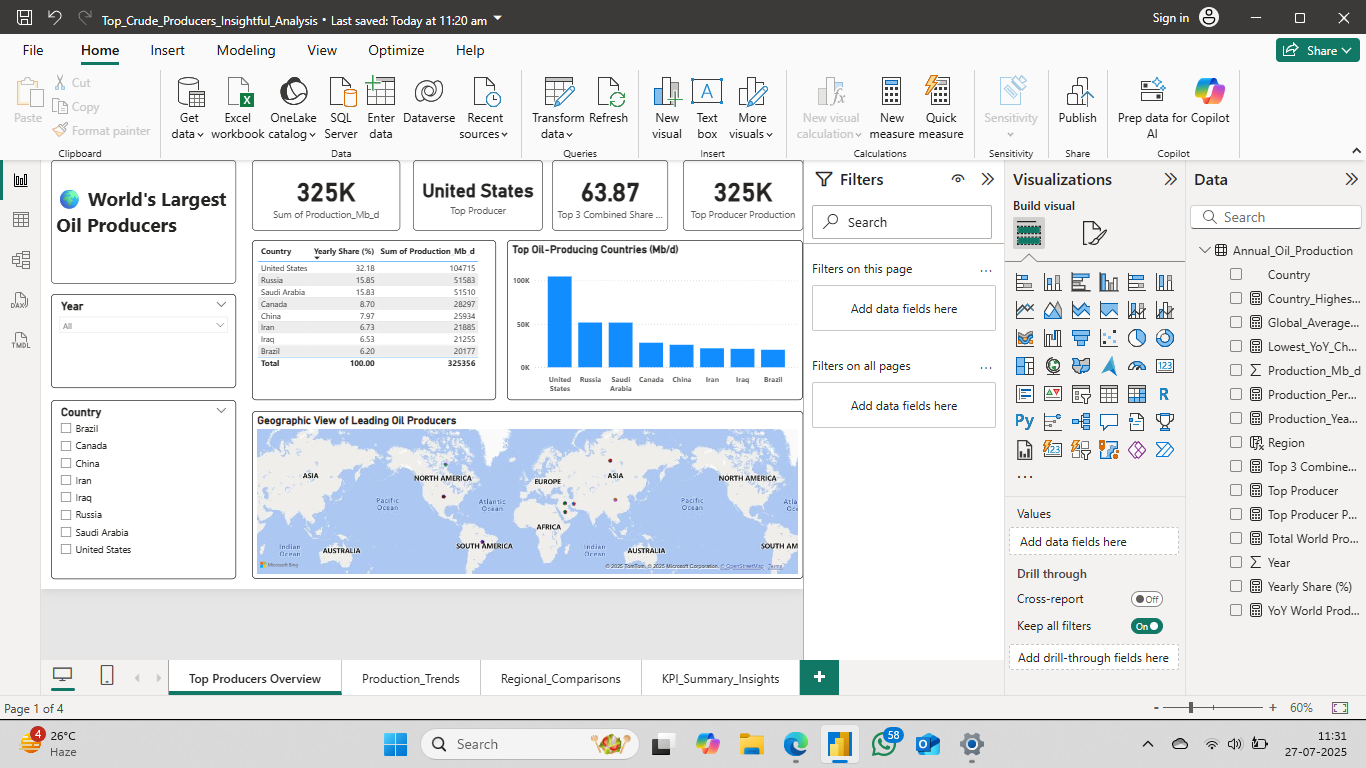 Top_Crude_Producers_Insightful_Analysis • Last saved: Today at 11:20 am
Sign in
File Home Insert Modeling View Optimize Help
Share
Paste
Cut
Copy
Format painter
Clipboard
Get data
Excel workbook
OneLake catalog
SQL Server
Enter data
Dataverse
Recent sources
Data
Transform data
Refresh
Queries
New visual
Text box
More visuals
Insert
New visual calculation
New measure
Quick measure
Calculations
Sensitivity
Sensitivity
Publish
Share
Prep data for AI
Copilot
Copilot
World's Largest
Oil Producers
325K
Sum of Production_Mb_d
United States
Top Producer
63.87
Top 3 Combined Share ...
325K
Top Producer Production
Year
All
Country
Brazil
Canada
China
Iran
Iraq
Russia
Saudi Arabia
United States
Country Yearly Share (%) Sum of Production_Mb_d
United States 32.18 104715
Russia 15.85 51583
Saudi Arabia 15.83 51510
Canada 8.70 28297
China 7.97 25934
Iran 6.73 21885
Iraq 6.53 21255
Brazil 6.20 20177
Total 100.00 325356
Top Oil-Producing Countries (Mb/d)
100K
50K
0K
United States
Russia
Saudi Arabia
Canada
China
Iran
Iraq
Brazil
Geographic View of Leading Oil Producers
ASIA
NORTH AMERICA
EUROPE
ASIA
NORTH AMERICA
Pacific Ocean
Atlantic Ocean
Pacific Ocean
AFRICA
Indian Ocean
AUSTRALIA
SOUTH AMERICA
Indian Ocean
AUSTRALIA
SOUTH AM
Microsoft Bing
© 2025 TomTom, © 2025 Microsoft Corporation, © OpenStreetMap Terms
Filters
Search
Filters on this page ...
Add data fields here
Filters on all pages ...
Add data fields here
Visualizations
Build visual
123
R
Py
123
...
Values
Add data fields here
Drill through
Cross-report Off
Keep all filters On
Add drill-through fields here
Data
Search
Annual_Oil_Production
Country
Country_Highes...
Global_Average...
Lowest_YoY_Ch...
Production_Mb_d
Production_Per...
Production_Yea...
Region
Top 3 Combine...
Top Producer
Top Producer P...
Total World Pro...
Year
Yearly Share (%)
YoY World Prod...
Top Producers Overview
Production_Trends
Regional_Comparisons
KPI_Summary_Insights
+
Page 1 of 4
- + 60%
4
26°C
Haze
Search
58
11:31
27-07-2025